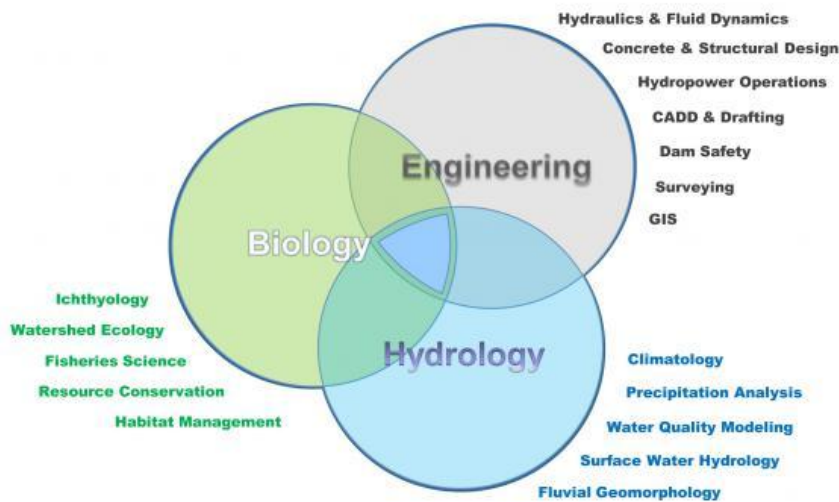 Hydraulics & Fluid Dynamics
Concrete & Structural Design
Hydropower Operations
CADD & Drafting
Dam Safety
Surveying
GIS
Engineering
Biology
Hydrology
Ichthyology
Watershed Ecology
Fisheries Science
Resource Conservation
Habitat Management
Climatology
Precipitation Analysis
Water Quality Modeling
Surface Water Hydrology
Fluvial Geomorphology